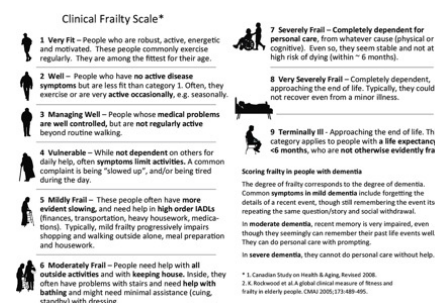 Clinical Frailty Scale*
1 Very Fit – People who are robust, active, energetic
and motivated. These people commonly exercise
regularly. They are among the fittest for their age.
2 Well – People who have no active disease
symptoms but are less fit than category 1. Often, they
exercise or are very active occasionally, e.g. seasonally.
3 Managing Well – People whose medical problems
are well controlled, but are not regularly active
beyond routine walking.
4 Vulnerable – While not dependent on others for
daily help, often symptoms limit activities. A common
complaint is being “slowed up”, and/or being tired
during the day.
5 Mildly Frail – These people often have more
evident slowing, and need help in high order IADLs
(finances, transportation, heavy housework, medica-
tions). Typically, mild frailty progressively impairs
shopping and walking outside alone, meal preparation
and housework.
6 Moderately Frail – People need help with all
outside activities and with keeping house. Inside, they
often have problems with stairs and need help with
bathing and might need minimal assistance (cuing,
standby) with dressing.
7 Severely Frail – Completely dependent for
personal care, from whatever cause (physical or
cognitive). Even so, they seem stable and not at
high risk of dying (within ~ 6 months).
8 Very Severely Frail – Completely dependent,
approaching the end of life. Typically, they could
not recover even from a minor illness.
9 Terminally Ill - Approaching the end of life. Th
category applies to people with a life expectancy
<6 months, who are not otherwise evidently fra
Scoring frailty in people with dementia
The degree of frailty corresponds to the degree of dementia.
Common symptoms in mild dementia include forgetting the
details of a recent event, though still remembering the event its
repeating the same question/story and social withdrawal.
In moderate dementia, recent memory is very impaired, even
though they seemingly can remember their past life events well.
They can do personal care with prompting.
In severe dementia, they cannot do personal care without help.
* 1. Canadian Study on Health & Aging, Revised 2008.
2. K. Rockwood et al. A global clinical measure of fitness and
frailty in elderly people. CMAJ 2005;173:489-495.